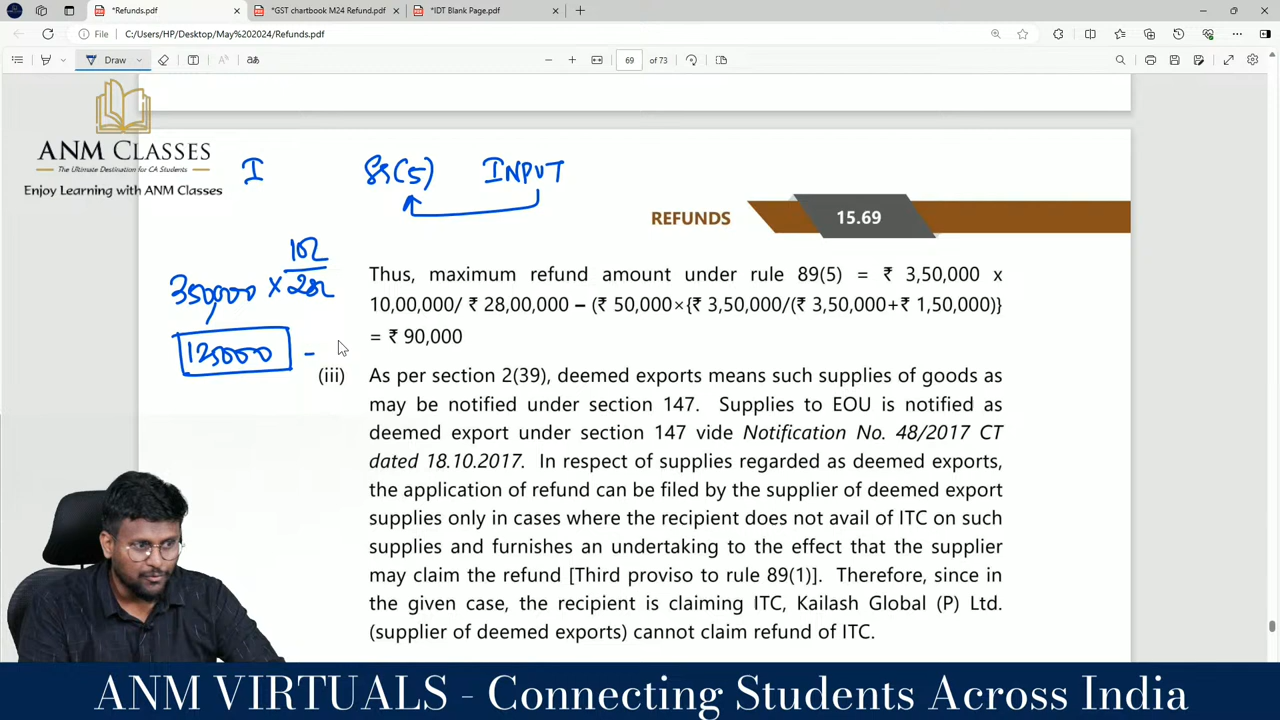 *Refunds.pdf
*GST chartbook M24 Refund.pdf
*IDT Blank Page.pdf
File
C:/Users/HP/Desktop/May%202024/Refunds.pdf
Draw
69 of 73
ANM CLASSES
The Ultimate Destination for CA Students
Enjoy Learning with ANM Classes
I 89(5) INPUT
REFUNDS 15.69
350,000 × 10L/28L
125000 -
Thus, maximum refund amount under rule 89(5) = ₹ 3,50,000 x
10,00,000/ ₹ 28,00,000 – (₹ 50,000×{₹ 3,50,000/(₹ 3,50,000+₹ 1,50,000)}
= ₹ 90,000
(iii) As per section 2(39), deemed exports means such supplies of goods as
may be notified under section 147. Supplies to EOU is notified as
deemed export under section 147 vide Notification No. 48/2017 CT
dated 18.10.2017. In respect of supplies regarded as deemed exports,
the application of refund can be filed by the supplier of deemed export
supplies only in cases where the recipient does not avail of ITC on such
supplies and furnishes an undertaking to the effect that the supplier
may claim the refund [Third proviso to rule 89(1)]. Therefore, since in
the given case, the recipient is claiming ITC, Kailash Global (P) Ltd.
(supplier of deemed exports) cannot claim refund of ITC.
ANM VIRTUALS - Connecting Students Across India